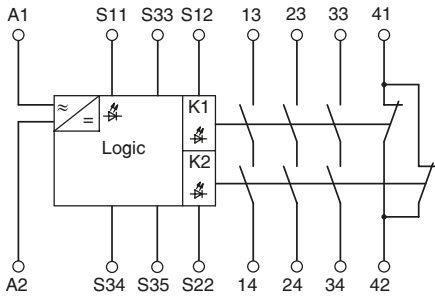 A1 S11 S33 S12 13 23 33 41
≈
=
K1
Logic
K2
A2 S34 S35 S22 14 24 34 42